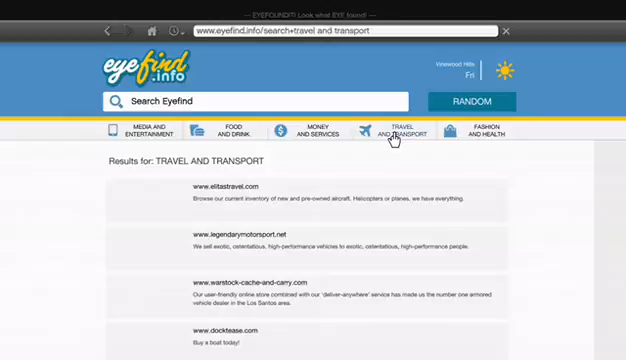 — EYEFOUNDIT! Look what EYE found! —
www.eyefind.info/search+travel and transport
eyefind
.info
Vinewood Hills
Fri
Search Eyefind
RANDOM
MEDIA AND
ENTERTAINMENT
FOOD
AND DRINK
MONEY
AND SERVICES
TRAVEL
AND TRANSPORT
FASHION
AND HEALTH
Results for: TRAVEL AND TRANSPORT
www.elitastravel.com
Browse our current inventory of new and pre-owned aircraft. Helicopters or planes, we have everything.
www.legendarymotorsport.net
We sell exotic, ostentatious, high-performance vehicles to exotic, ostentatious, high-performance people.
www.warstock-cache-and-carry.com
Our user-friendly online store combined with our 'deliver-anywhere' service has made us the number one armored
vehicle dealer in the Los Santos area.
www.docktease.com
Buy a boat today!